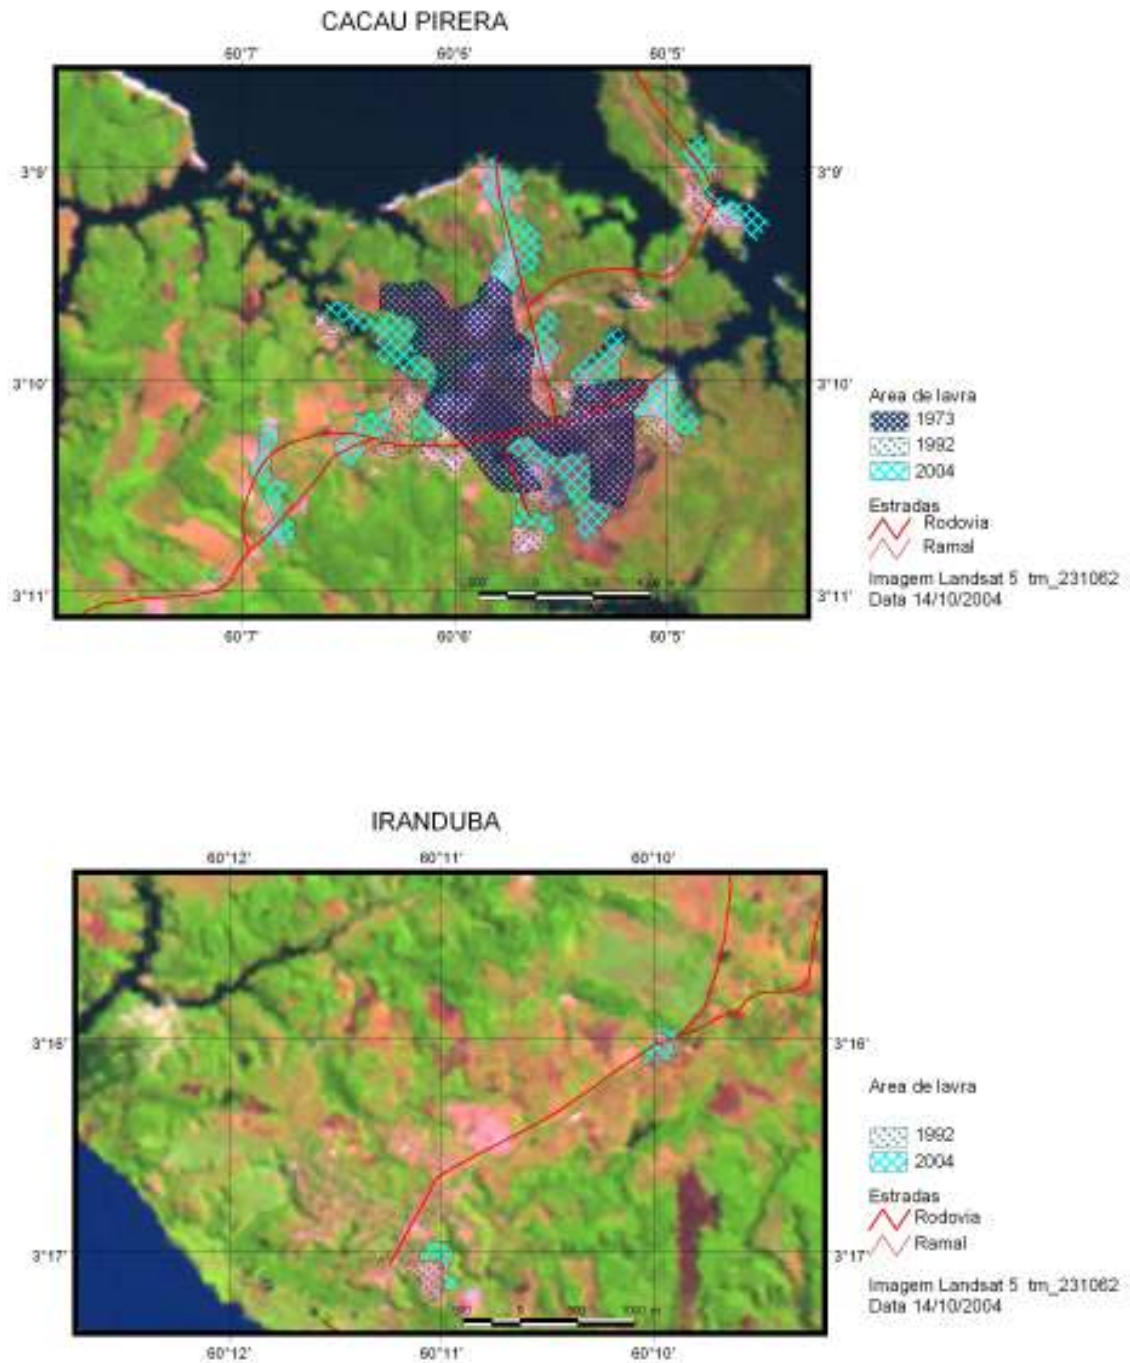 CACAU PIRERA
60°7' 60°6' 60°5'
3°9' 3°9'
3°10' 3°10'
3°11' 3°11'
60°7' 60°6' 60°5'
Area de lavra
1973
1992
2004
Estradas
Rodovia
Ramal
Imagem Landsat 5 tm_231062
Data 14/10/2004
IRANDUBA
60°12' 60°11' 60°10'
3°16' 3°16'
3°17' 3°17'
500 0 500 1000 m
60°12' 60°11' 60°10'
Area de lavra
1992
2004
Estradas
Rodovia
Ramal
Imagem Landsat 5 tm_231062
Data 14/10/2004